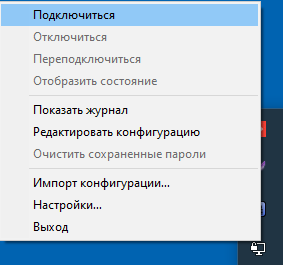 Подключиться
Отключиться
Переподключиться
Отобразить состояние
Показать журнал
Редактировать конфигурацию
Очистить сохраненные пароли
Импорт конфигурации...
Настройки...
Выход